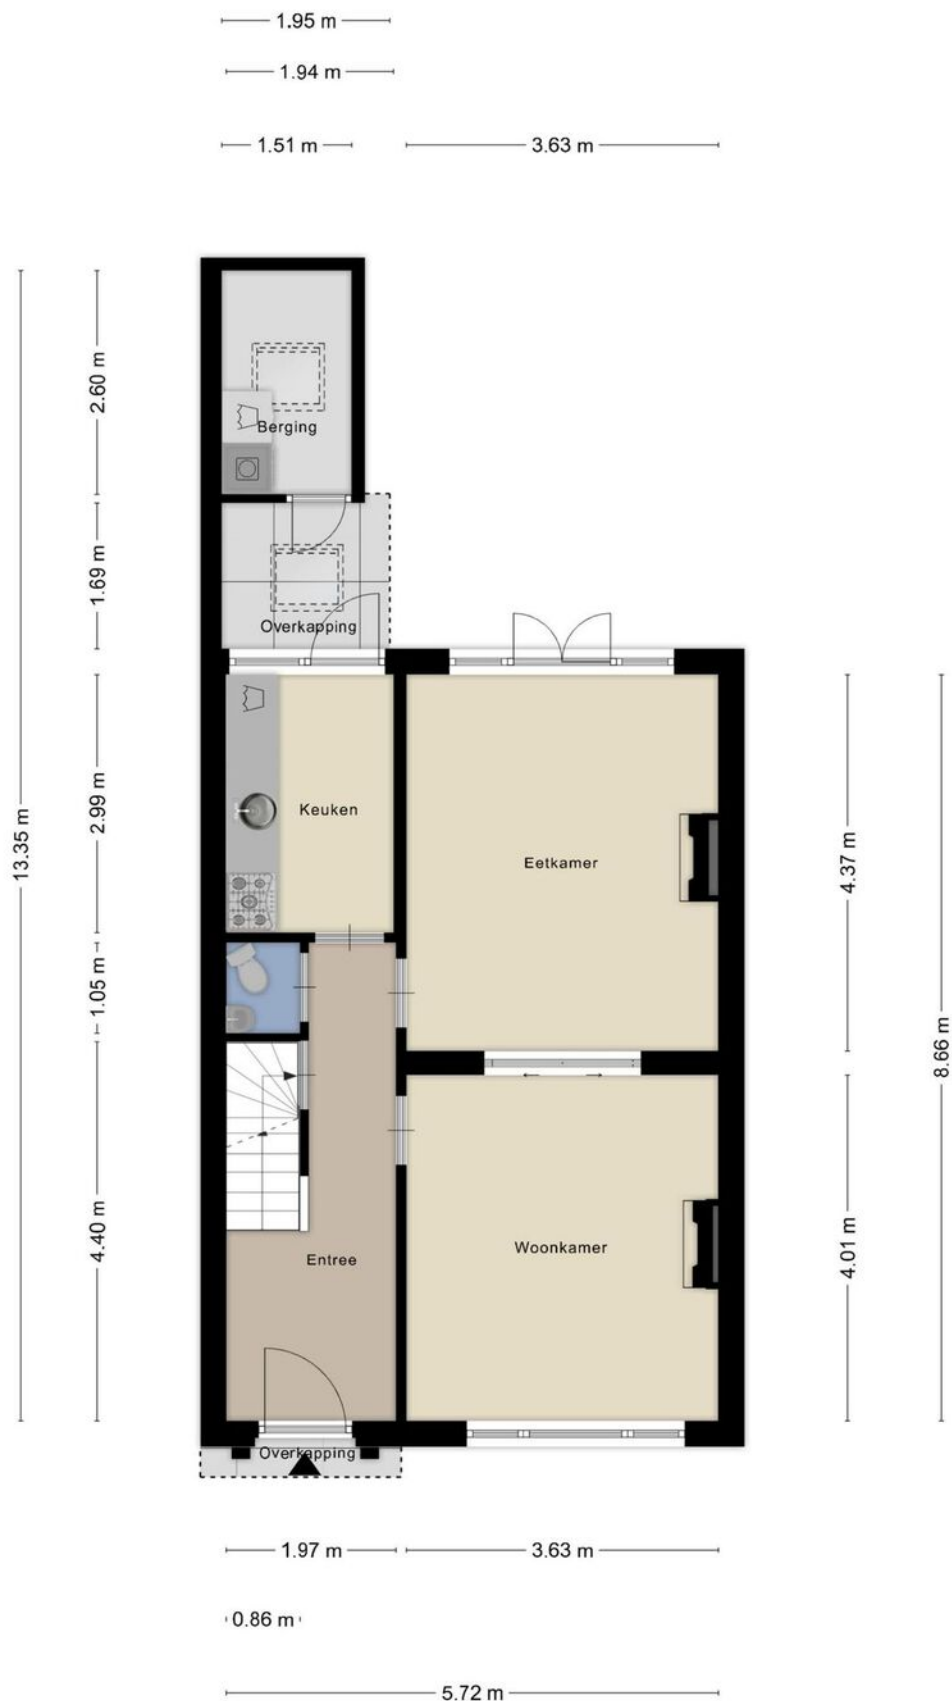 1.95 m
1.94 m
1.51 m
3.63 m
2.60 m
Berging
1.69 m
Overkapping
13.35 m
2.99 m
Keuken
Eetkamer
4.37 m
1.05 m
8.66 m
4.40 m
Entree
Woonkamer
4.01 m
Overkapping
1.97 m
3.63 m
0.86 m
5.72 m